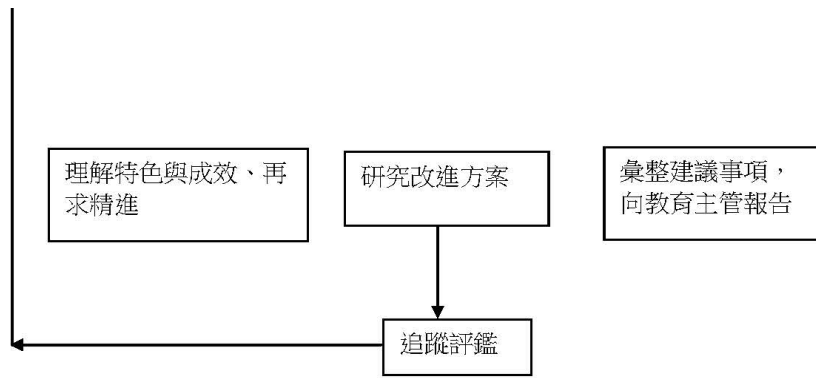 理解特色與成效、再
求精進
研究改進方案
彙整建議事項，
向教育主管報告
追蹤評鑑